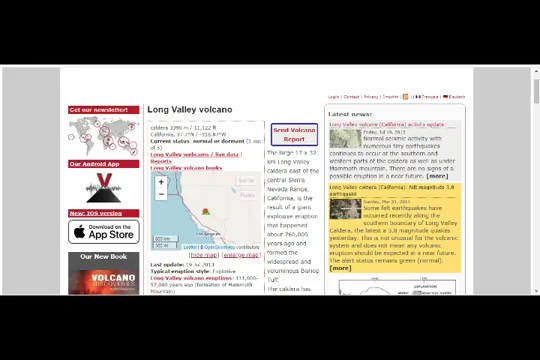 Login | Contact | Privacy | Imprint | Français | Deutsch
Get our newsletter!
Our Android App
New: IOS version
Download on the
App Store
Our New Book
VOLCANO
Long Valley volcano
caldera 3390 m / 11,122 ft
California, 37.7°N / -118.87°W
Current status: normal or dormant (1 out
of 5)
Long Valley webcams / live data |
Reports
Long Valley volcano books
+
−
Leaflet | © OpenStreetMap contributors
[hide map] [enlarge map]
Last update: 19 Jul 2013
Typical eruption style: Explosive
Long Valley volcano eruptions: 111,000-
57,000 years ago (formation of Mammoth
Mountain)
Send Volcano
Report
The large 17 x 32
km Long Valley
caldera east of the
central Sierra
Nevada Range,
California, is the
result of a giant
explosive eruption
that happened
about 760,000
years ago and
formed the
widespread and
voluminous Bishop
Tuff.
The caldera has
Latest news:
Long Valley volcano (California) activity update
Friday, Jul 19, 2013
Normal seismic activity with
numerous tiny earthquakes
continues to occur at the southern and
western parts of the caldera as well as under
Mammoth mountain. There are no signs of a
possible eruption in a near future. [more]
Long Valley caldera (California): felt magnitude 3.8
earthquake
Sunday, Mar 31, 2013
Some felt earthquakes have
occurred recently along the
southern boundary of Long Valley
Caldera, the latest a 3.8 magnitude quakes
yesterday. This is not unusual for the volcanic
system and does not mean any volcanic
eruption should be expected in a near future.
The alert status remains green (normal).
[more]
EXPLANATION